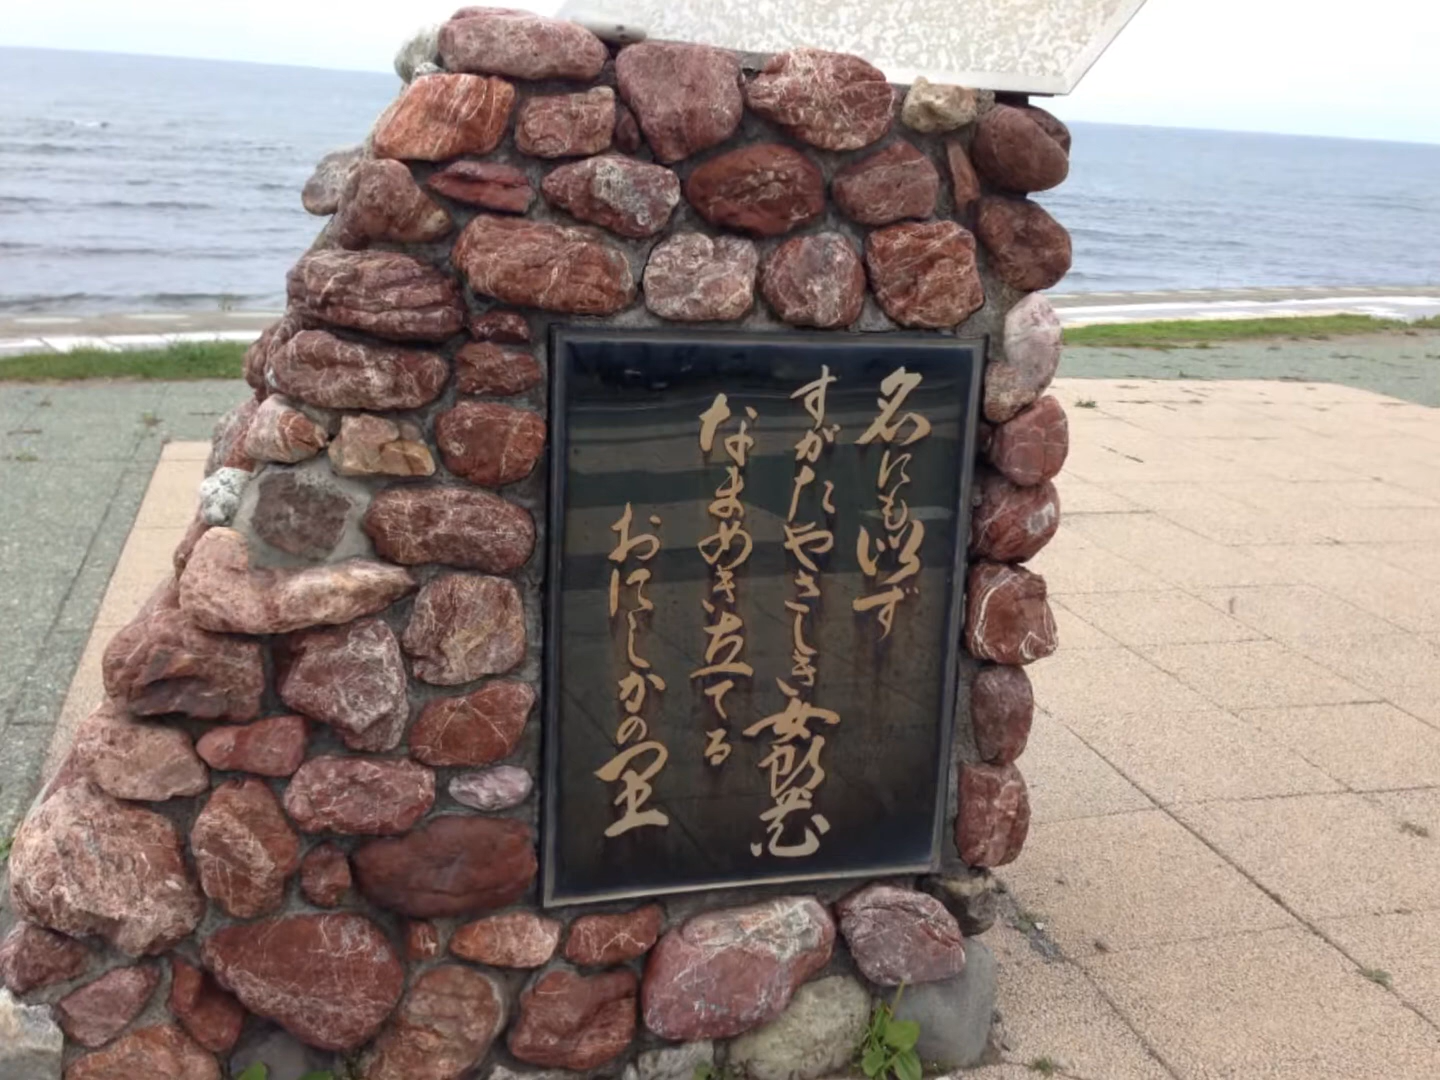 名にも似ず
すがたやさしき女郎花
なまめき立てる
おにしかの里